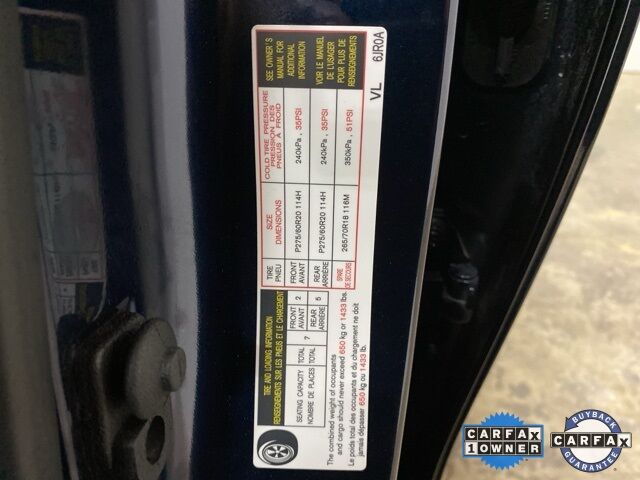 TIRE AND LOADING INFORMATION
RENSEIGNEMENTS SUR LES PNEUS ET LE CHARGEMENT
SEATING CAPACITY TOTAL 7 FRONT AVANT 2 REAR ARRIÈRE 5
NOMBRE DE PLACES TOTAL
The combined weight of occupants
and cargo should never exceed 650 kg or 1433 lbs.
Le poids total des occupants et du chargement ne doit
jamais dépasser 650 kg ou 1433 lb.
TIRE PNEU
SIZE DIMENSIONS
COLD TIRE PRESSURE
PRESSION DES
PNEUS À FROID
FRONT AVANT P275/60R20 114H 240kPa, 35PSI
REAR ARRIÈRE P275/60R20 114H 240kPa, 35PSI
SPARE DE SECOURS 265/70R18 116M 350kPa, 51PSI
SEE OWNER'S
MANUAL FOR
ADDITIONAL
INFORMATION
VOIR LE MANUEL
DE L'USAGER
POUR PLUS DE
RENSEIGNEMENTS
VL 6JR0A
CARFAX
1 OWNER
BUYBACK
CARFAX
GUARANTEE